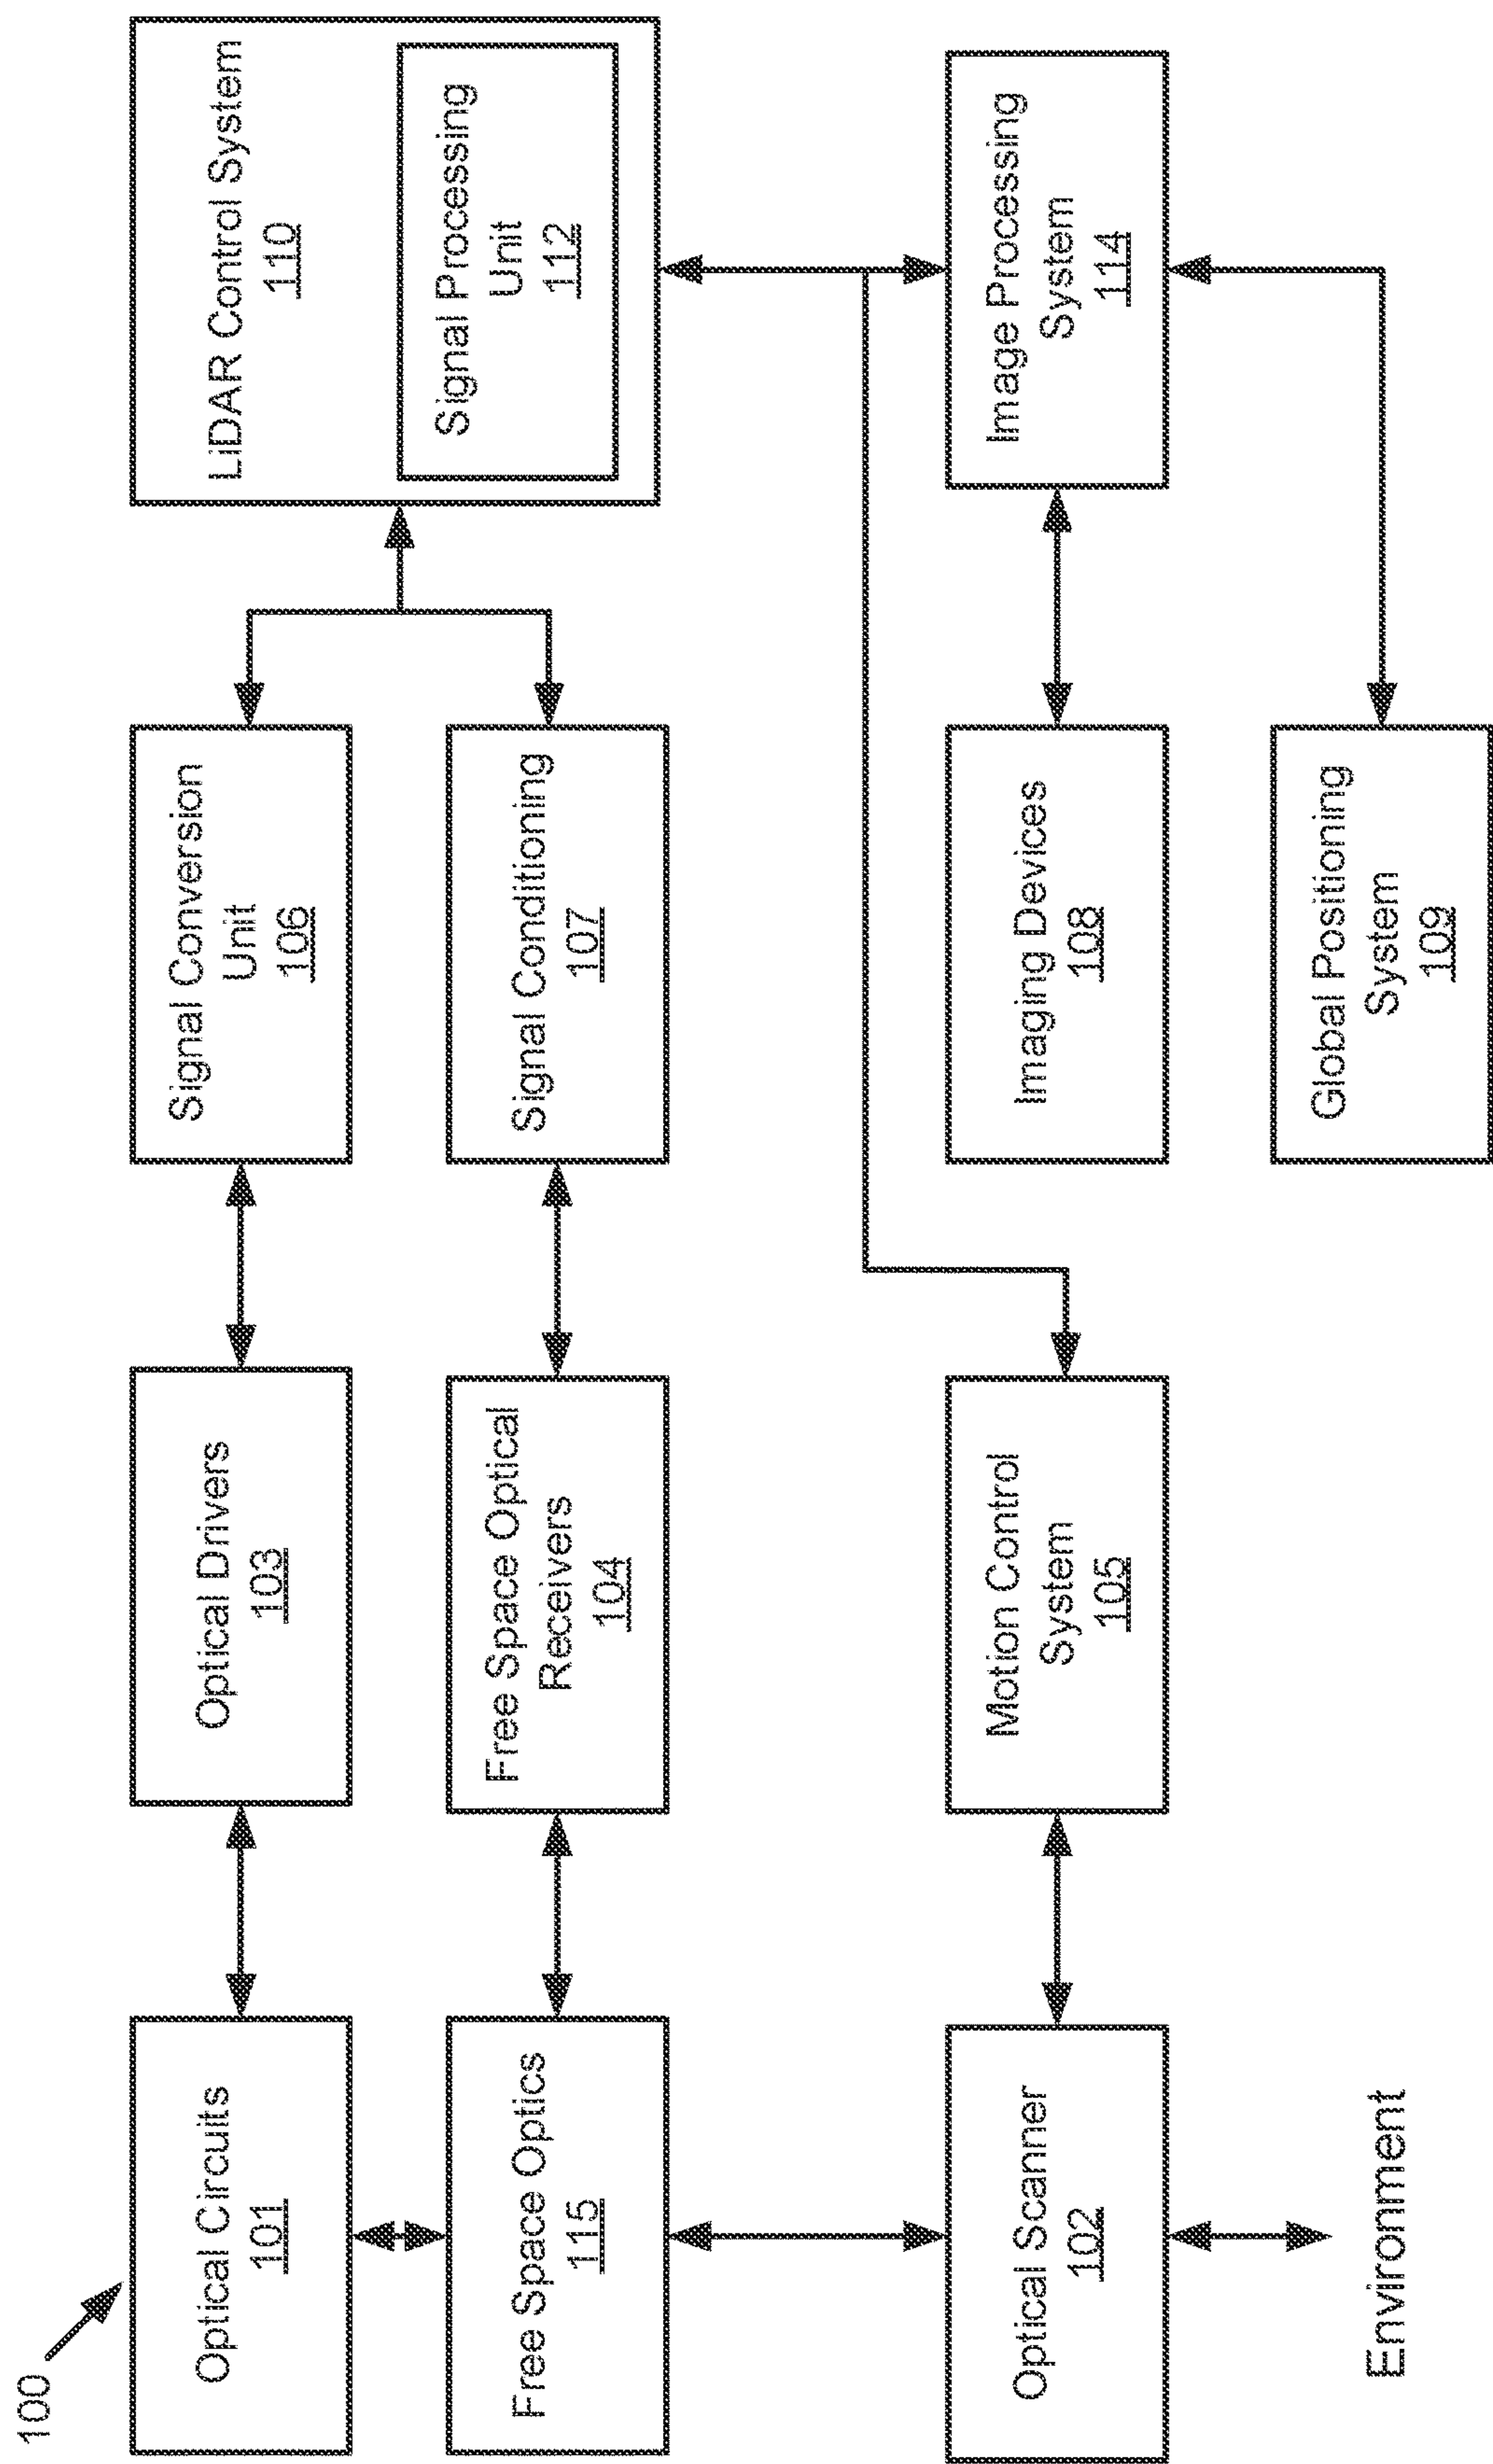 100
Optical Circuits
101
Optical Drivers
103
Signal Conversion
Unit
106
LiDAR Control System
110
Signal Processing
Unit
112
Free Space Optics
115
Free Space Optical
Receivers
104
Signal Conditioning
107
Optical Scanner
102
Motion Control
System
105
Imaging Devices
108
Image Processing
System
114
Environment
Global Positioning
System
109